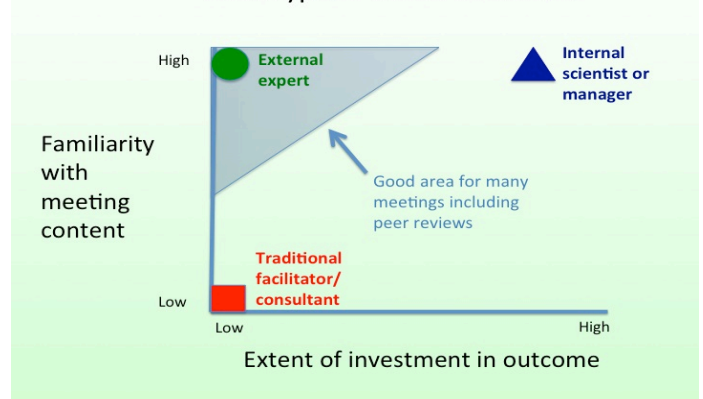 High
External
expert
Internal
scientist or
manager
Familiarity
with
meeting
content
Good area for many
meetings including
peer reviews
Traditional
facilitator/
consultant
Low
Low
High
Extent of investment in outcome